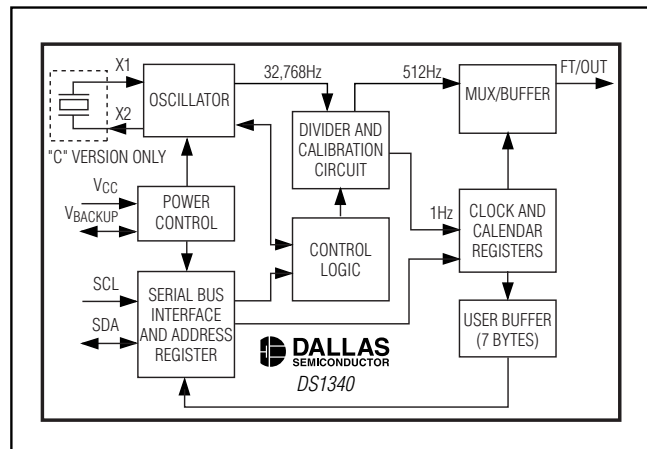 X1
X2
"C" VERSION ONLY
OSCILLATOR
32,768Hz
512Hz
MUX/BUFFER
FT/OUT
DIVIDER AND
CALIBRATION
CIRCUIT
VCC
VBACKUP
POWER
CONTROL
1Hz
CLOCK AND
CALENDAR
REGISTERS
CONTROL
LOGIC
SCL
SDA
SERIAL BUS
INTERFACE
AND ADDRESS
REGISTER
USER BUFFER
(7 BYTES)
DALLAS
SEMICONDUCTOR
DS1340